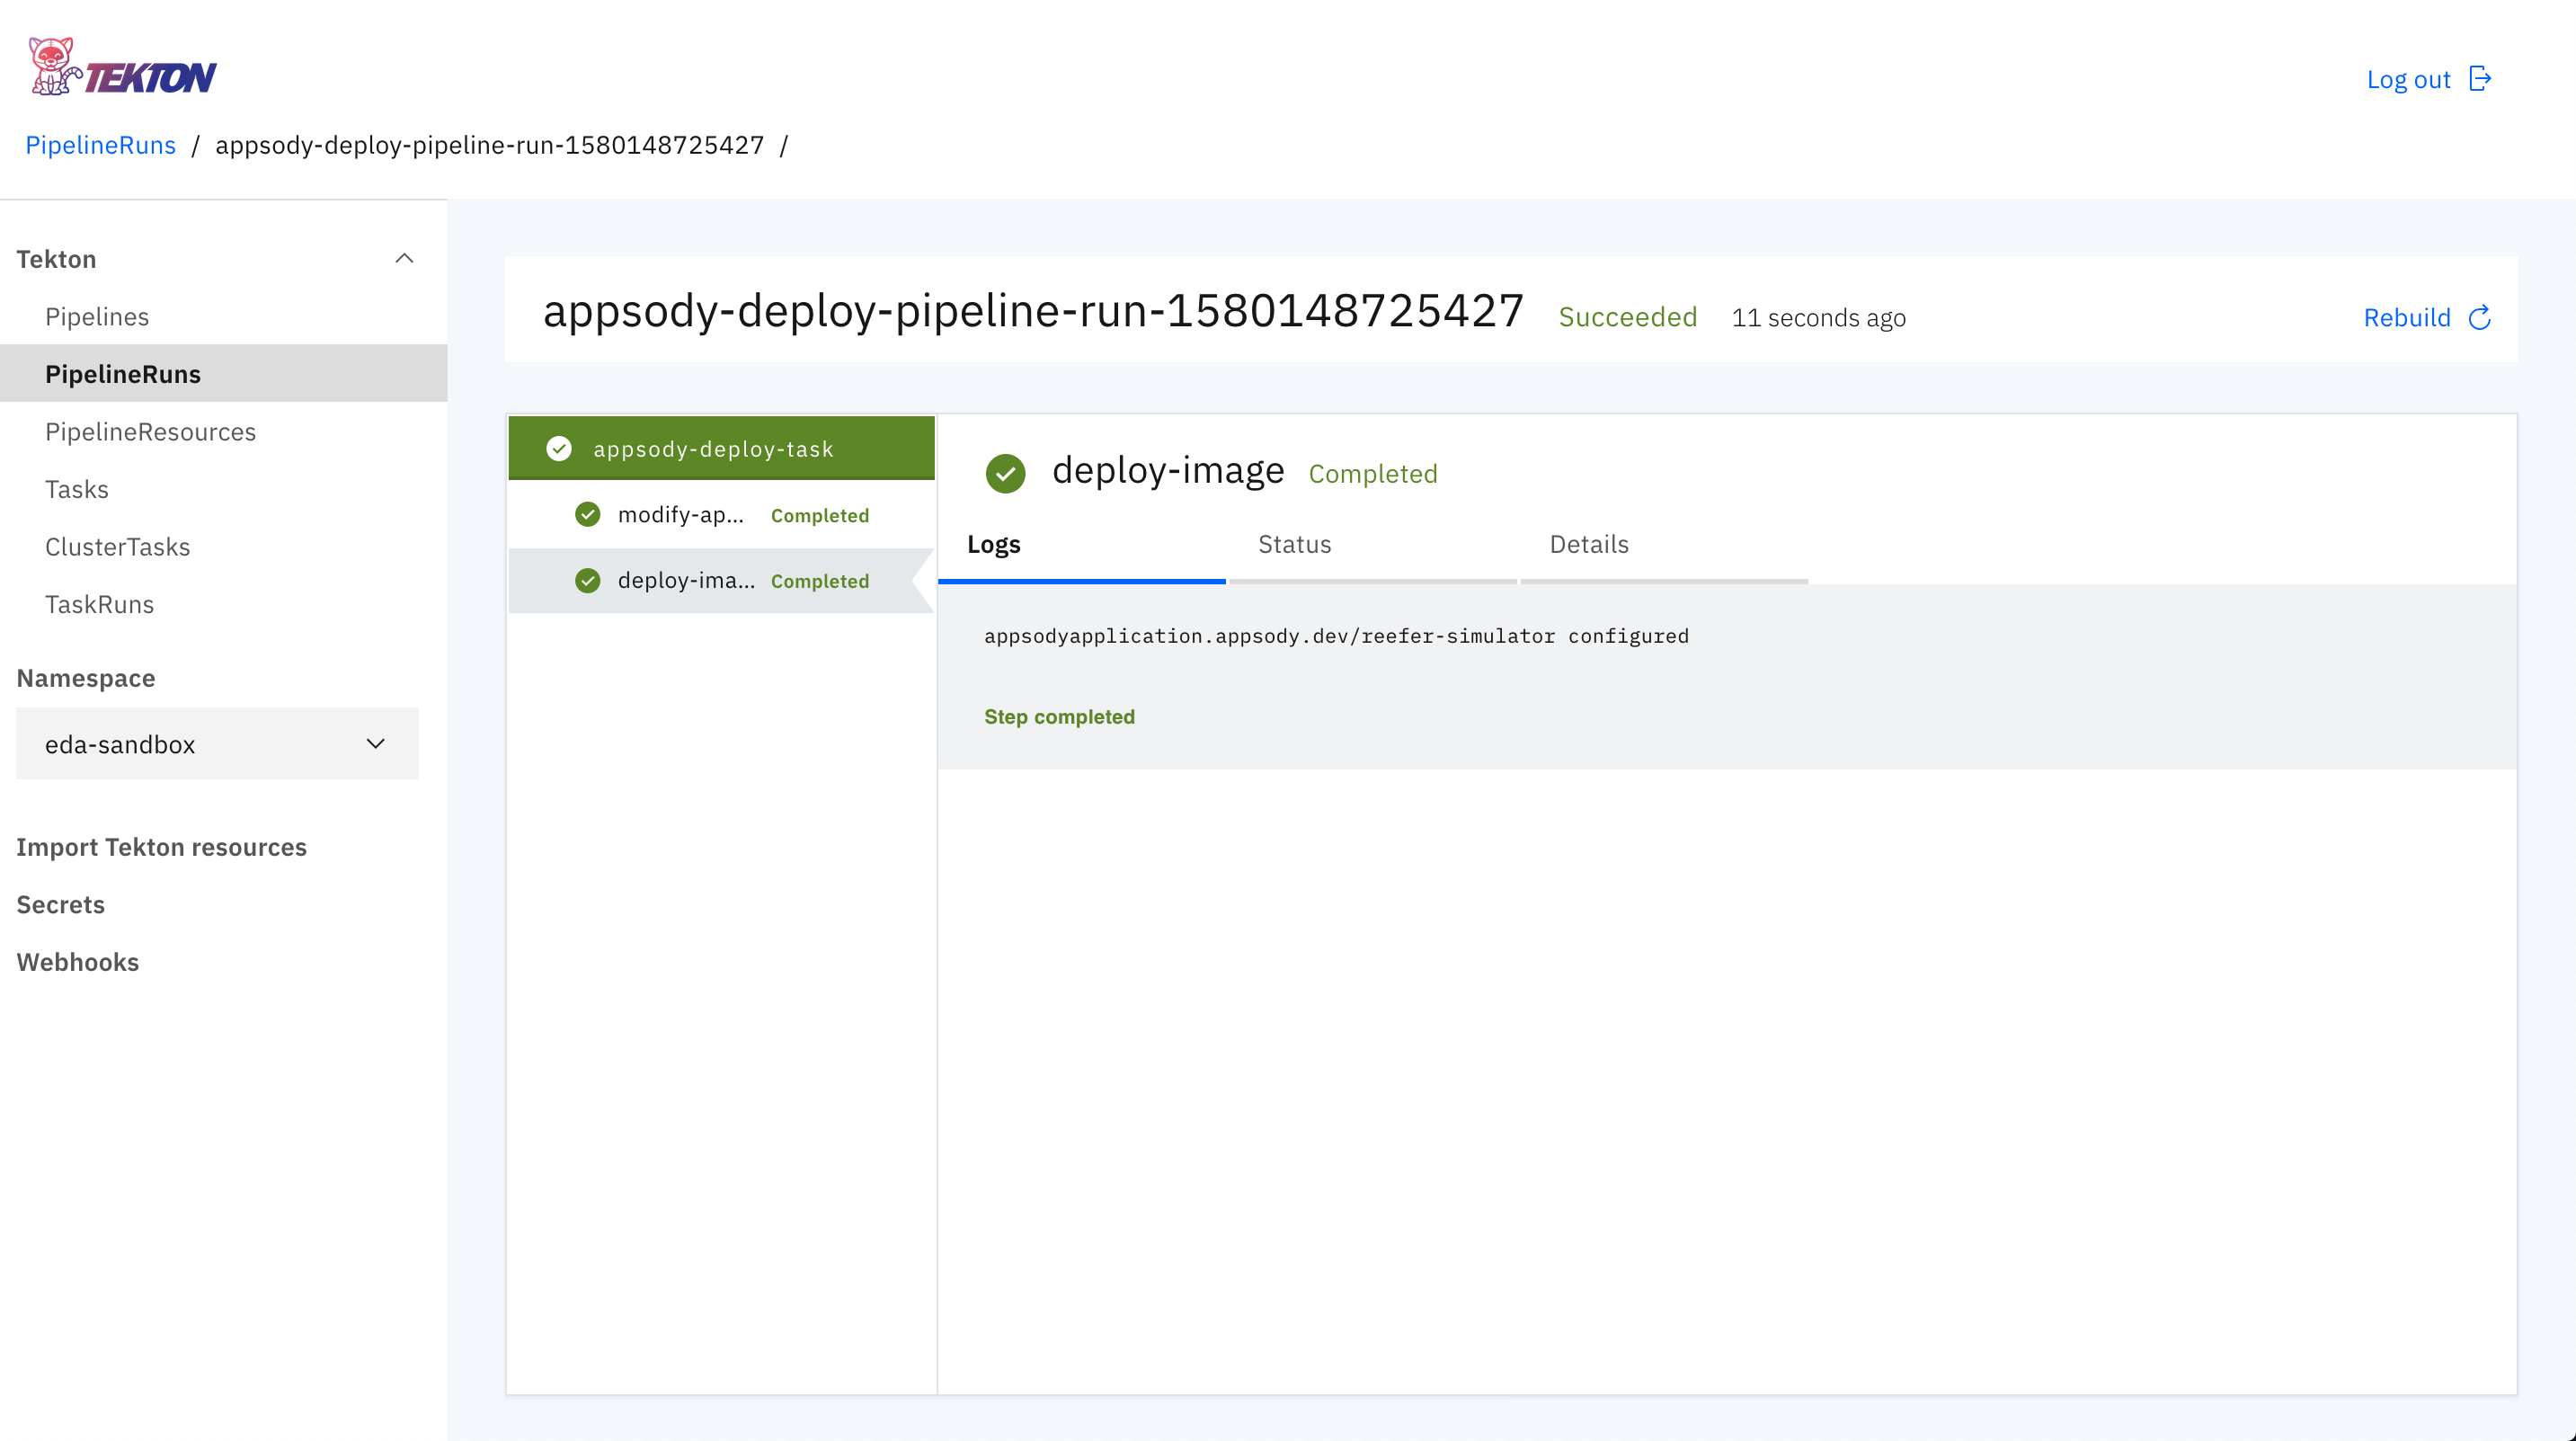 TEKTON
Log out
PipelineRuns / appsody-deploy-pipeline-run-1580148725427 /
Tekton
Pipelines
PipelineRuns
PipelineResources
Tasks
ClusterTasks
TaskRuns
Namespace
eda-sandbox
Import Tekton resources
Secrets
Webhooks
appsody-deploy-pipeline-run-1580148725427 Succeeded 11 seconds ago
Rebuild
appsody-deploy-task
modify-ap... Completed
deploy-ima... Completed
deploy-image Completed
Logs Status Details
appsodyapplication.appsody.dev/reefer-simulator configured
Step completed